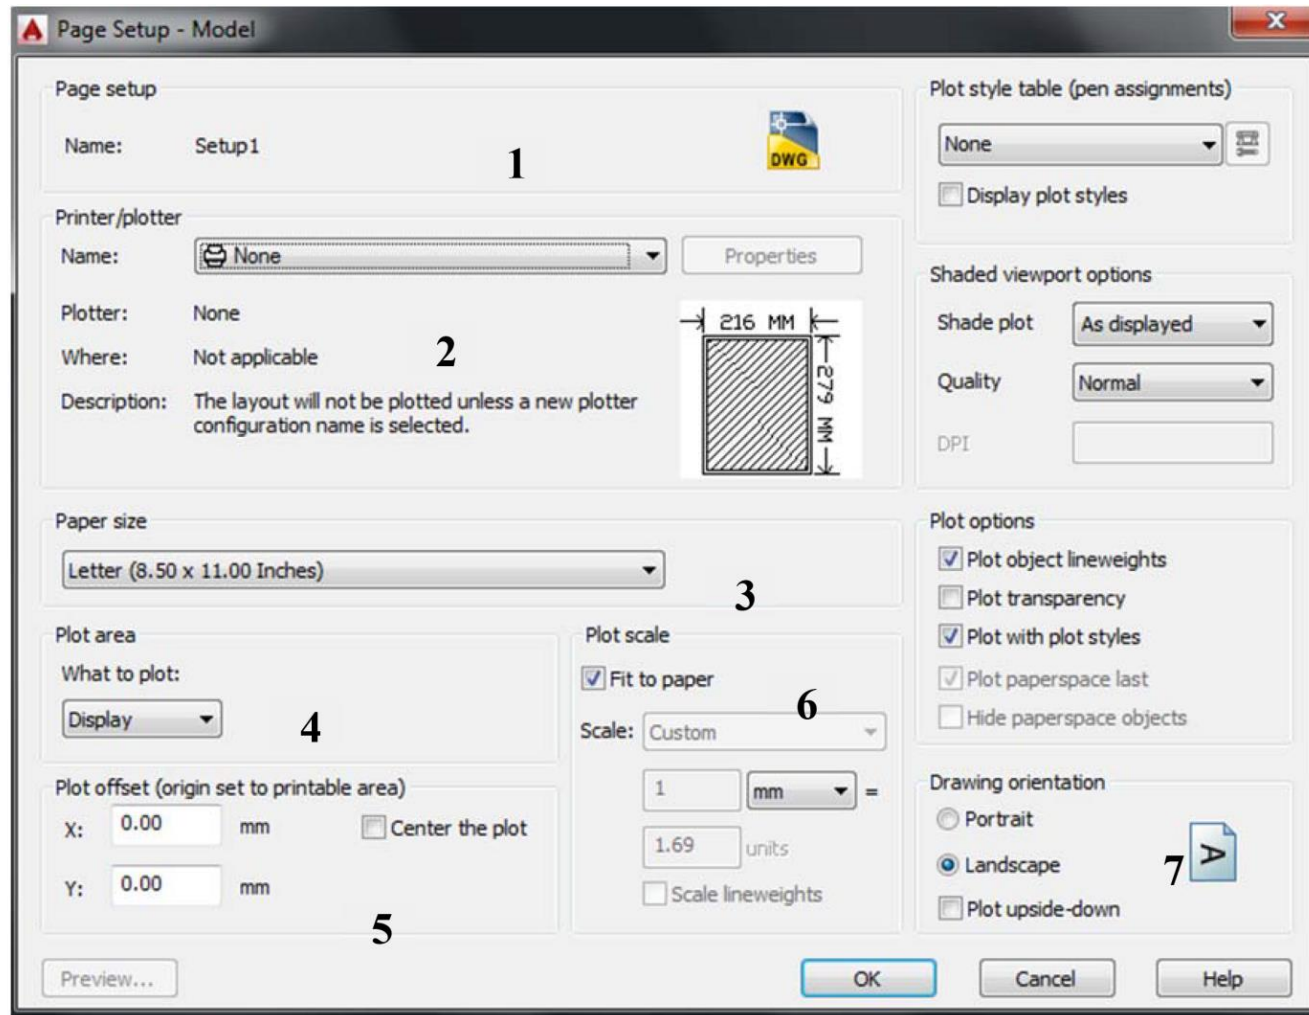 Page Setup - Model
Page setup
Name: Setup1
1
DWG
Printer/plotter
Name: None Properties
Plotter: None
Where: Not applicable
2
Description: The layout will not be plotted unless a new plotter
configuration name is selected.
216 MM
279 MM
Paper size
Letter (8.50 x 11.00 Inches)
3
Plot area
What to plot:
Display
4
Plot offset (origin set to printable area)
X: 0.00 mm Center the plot
Y: 0.00 mm
5
Plot scale
Fit to paper
6
Scale: Custom
1 mm =
1.69 units
Scale lineweights
Plot style table (pen assignments)
None
Display plot styles
Shaded viewport options
Shade plot As displayed
Quality Normal
DPI
Plot options
Plot object lineweights
Plot transparency
Plot with plot styles
Plot paperspace last
Hide paperspace objects
Drawing orientation
Portrait
Landscape
7
A
Plot upside-down
Preview... OK Cancel Help